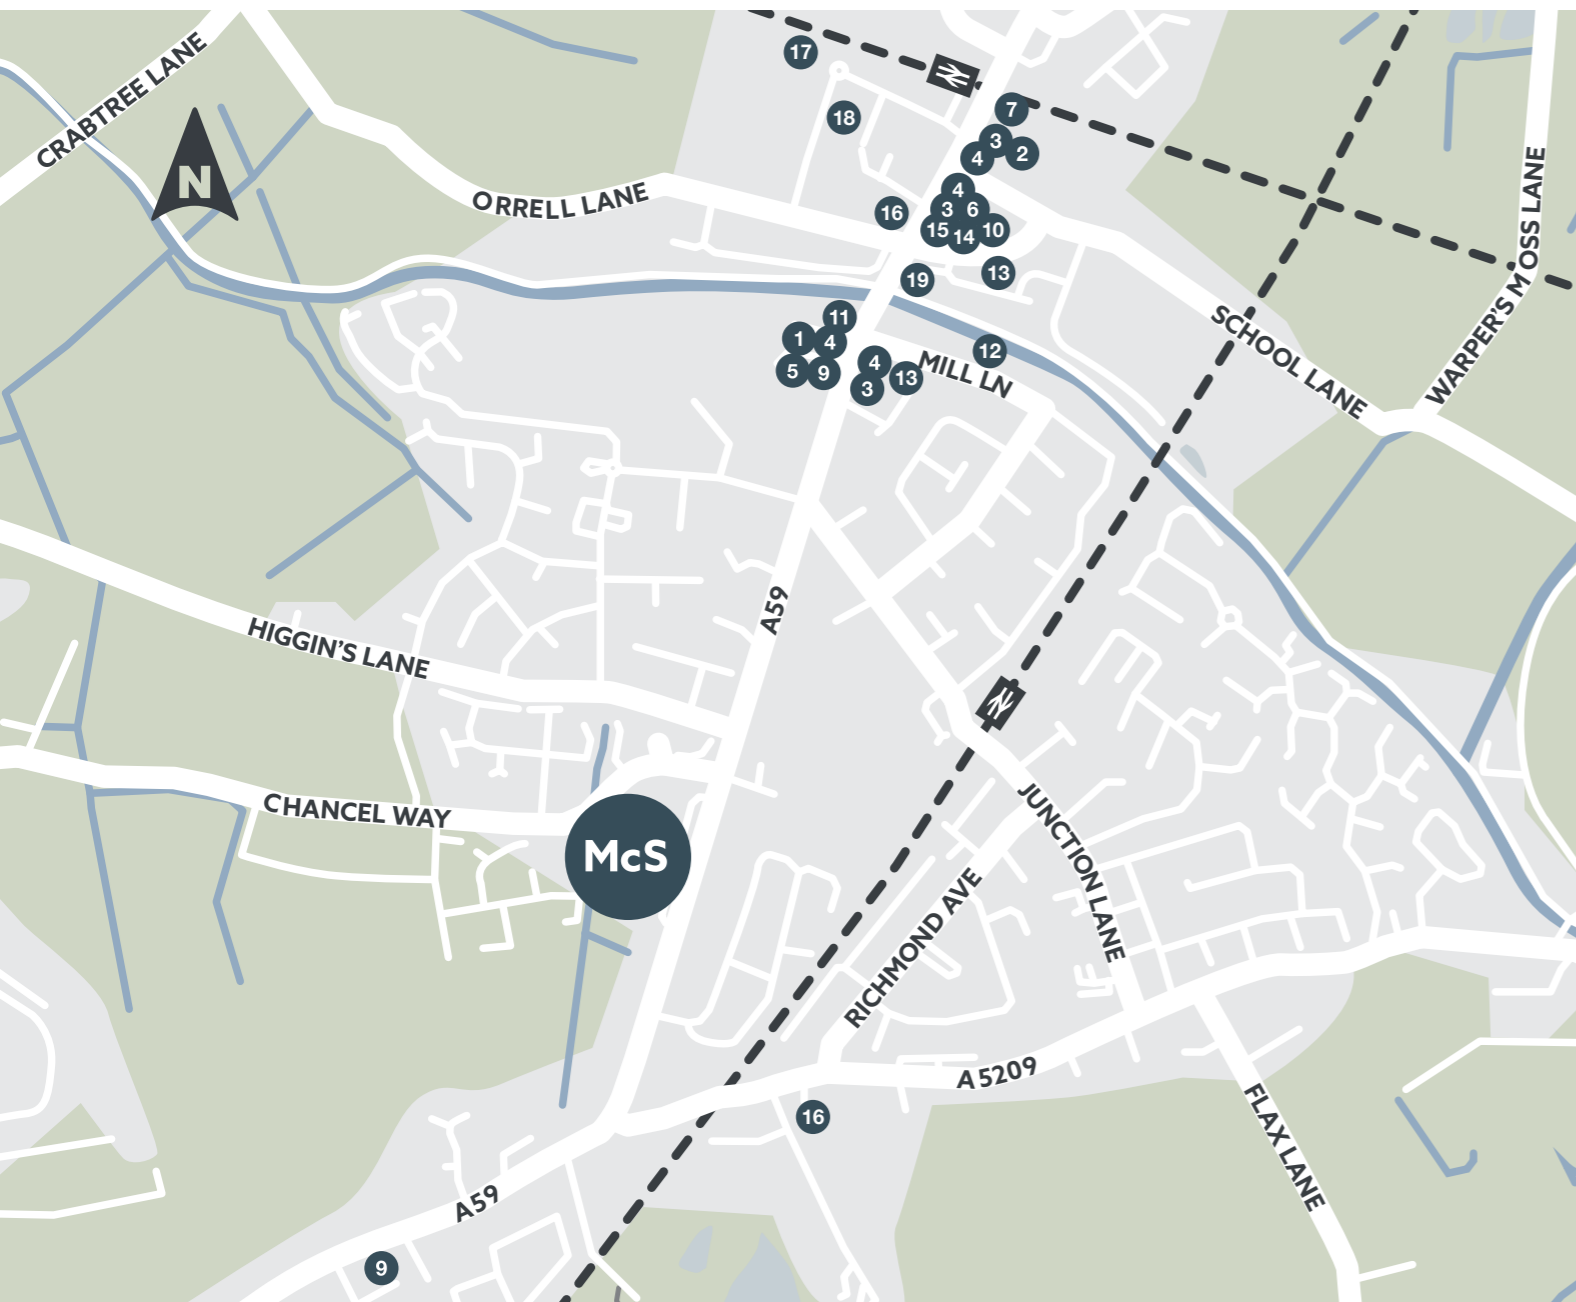 17
7
CRABTREE LANE
18
3
2
4
N
ORRELL LANE
4
16
3
6
15
14
10
WARPER'S MOSS LANE
13
19
11
SCHOOL LANE
1
4
12
4
MILL LN
5
9
13
3
A59
HIGGIN'S LANE
CHANCEL WAY
JUNCTION LANE
McS
RICHMOND AVE
A5209
16
FLAX LANE
A59
9